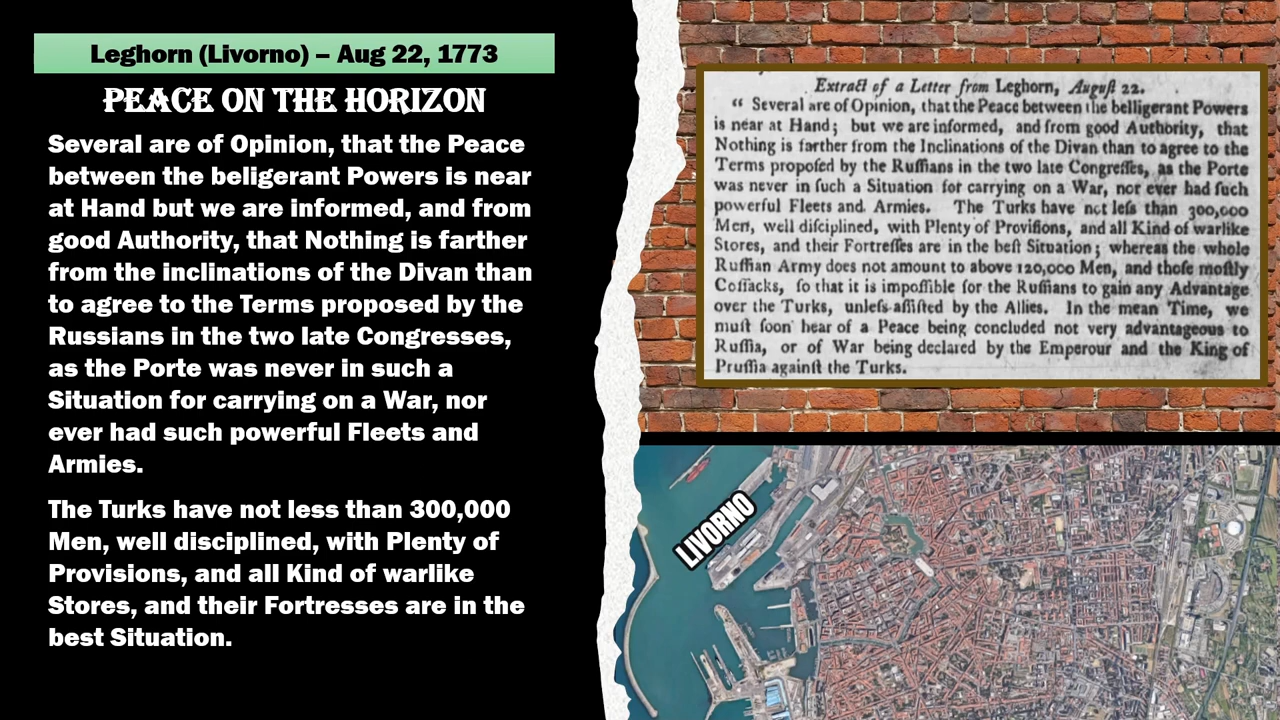 Leghorn (Livorno) – Aug 22, 1773
PEACE ON THE HORIZON
Several are of Opinion, that the Peace
between the beligerant Powers is near
at Hand but we are informed, and from
good Authority, that Nothing is farther
from the inclinations of the Divan than
to agree to the Terms proposed by the
Russians in the two late Congresses,
as the Porte was never in such a
Situation for carrying on a War, nor
ever had such powerful Fleets and
Armies.
The Turks have not less than 300,000
Men, well disciplined, with Plenty of
Provisions, and all Kind of warlike
Stores, and their Fortresses are in the
best Situation.
Extract of a Letter from Leghorn, Auguſt 22.
“ Several are of Opinion, that the Peace between the belligerant Powers
is near at Hand; but we are informed, and from good Authority, that
Nothing is farther from the Inclinations of the Divan than to agree to the
Terms propoſed by the Ruſſians in the two late Congreſſes, as the Porte
was never in ſuch a Situation for carrying on a War, nor ever had ſuch
powerful Fleets and Armies. The Turks have not leſs than 300,000
Men, well diſciplined, with Plenty of Proviſions, and all Kind of warlike
Stores, and their Fortreſſes are in the beſt Situation; whereas the whole
Ruſſian Army does not amount to above 120,000 Men, and thoſe moſtly
Coſſacks, ſo that it is impoſſible for the Ruſſians to gain any Advantage
over the Turks, unleſs aſſiſted by the Allies. In the mean Time, we
muſt ſoon hear of a Peace being concluded not very advantageous to
Ruſſia, or of War being declared by the Emperour and the King of
Pruſſia againſt the Turks.
LIVORNO